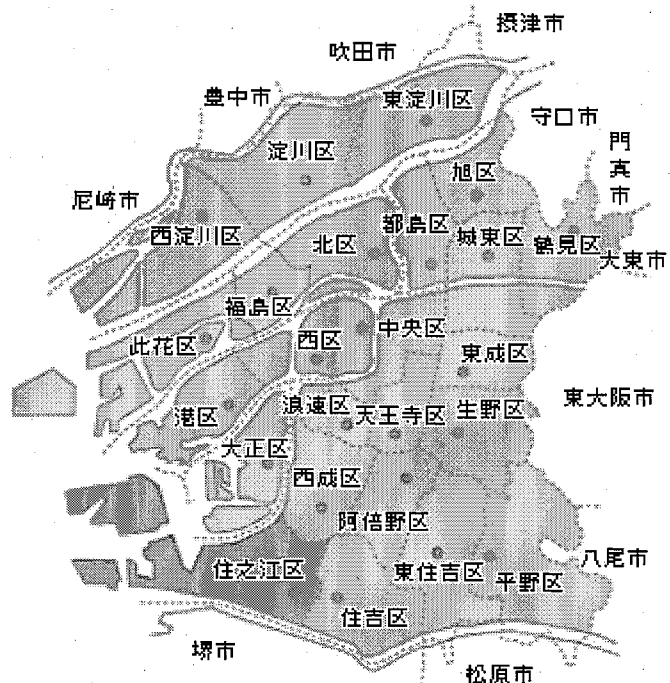 摂津市
吹田市
豊中市
東淀川区
守口市
淀川区
門真市
旭区
尼崎市
西淀川区
都島区
北区
城東区
鶴見区
大東市
福島区
此花区
西区
中央区
東成区
東大阪市
港区
浪速区
天王寺区
生野区
大正区
西成区
阿倍野区
八尾市
住之江区
東住吉区
平野区
住吉区
堺市
松原市